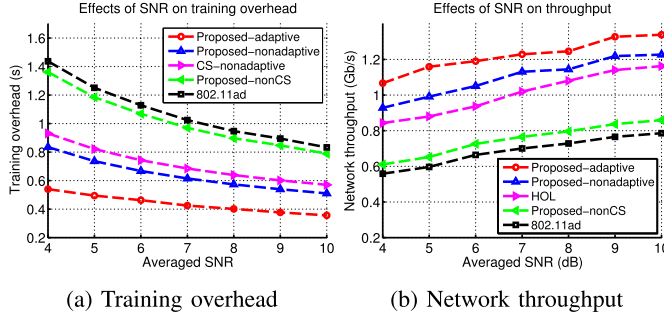 Effects of SNR on training overhead
Training overhead (s)
1.6
1.4
1.2
1
0.8
0.6
0.4
0.2
Proposed-adaptive
Proposed-nonadaptive
CS-nonadaptive
Proposed-nonCS
802.11ad
4 5 6 7 8 9 10
Averaged SNR
(a) Training overhead
Effects of SNR on throughput
Network throughput (Gb/s)
1.2
1
0.8
0.6
0.4
0.2
Proposed-adaptive
Proposed-nonadaptive
HOL
Proposed-nonCS
802.11ad
4 5 6 7 8 9 10
Averaged SNR (dB)
(b) Network throughput